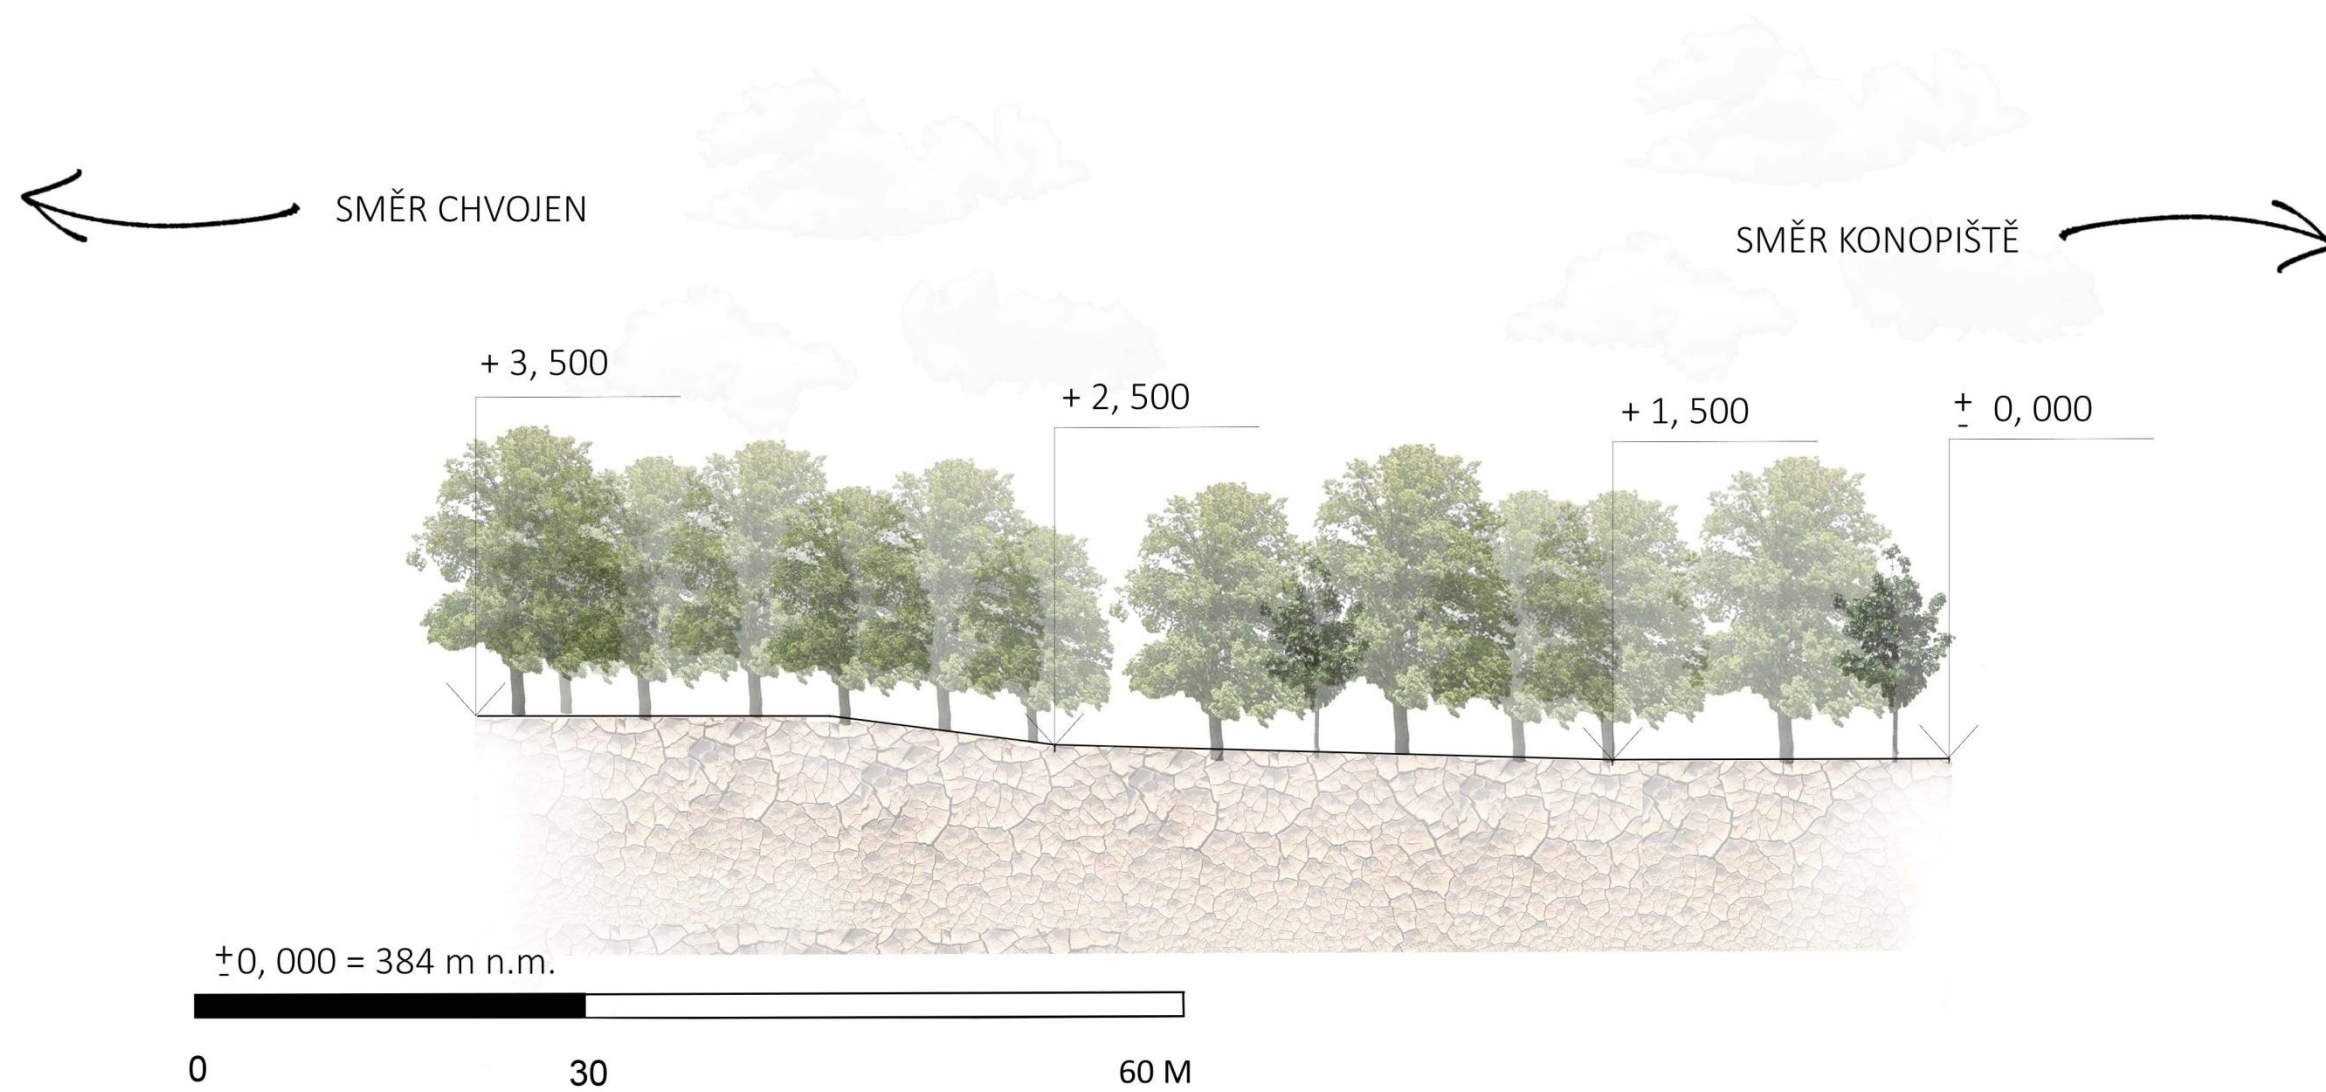 SMĚR CHVOJEN
SMĚR KONOPIŠTĚ
+ 3, 500
+ 2, 500
+ 1, 500
± 0, 000
±0, 000 = 384 m n.m.
0 30 60 M